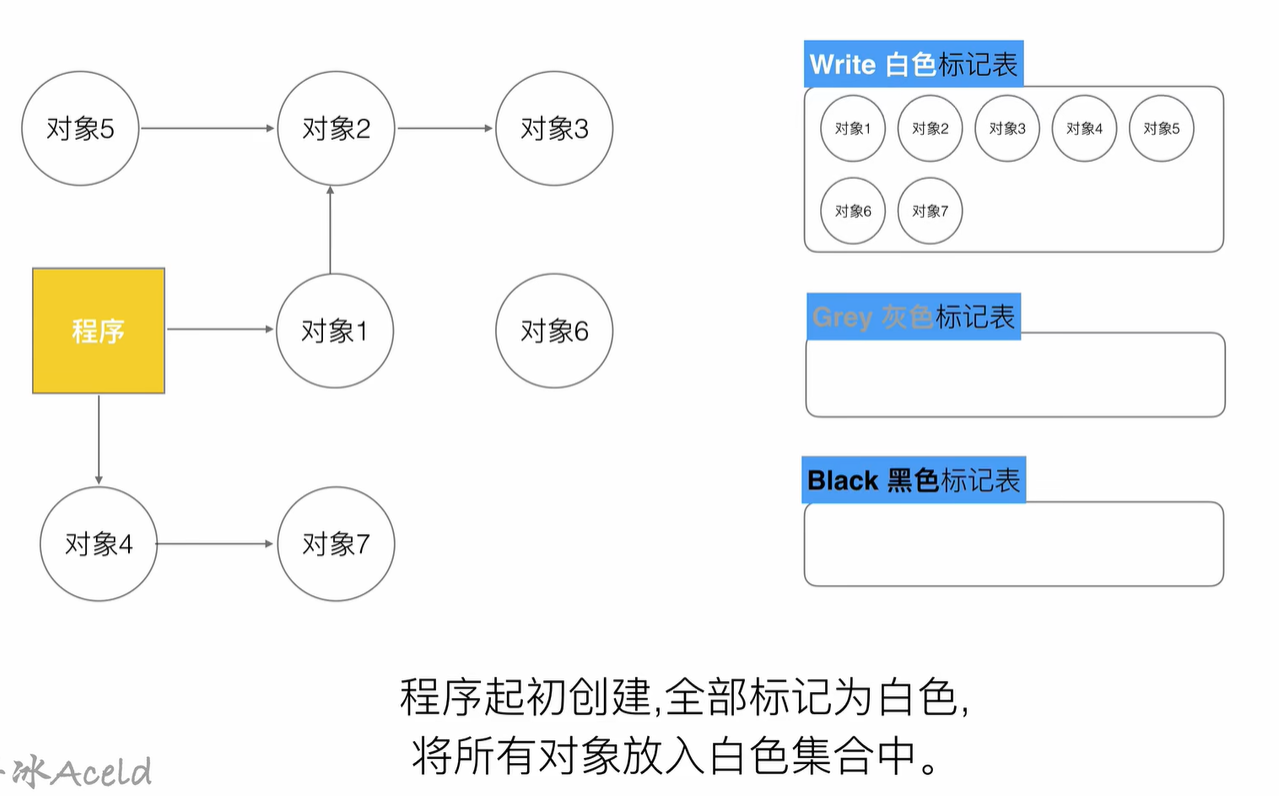 对象5
对象2
对象3
程序
对象1
对象6
对象4
对象7
Write 白色标记表
对象1
对象2
对象3
对象4
对象5
对象6
对象7
Grey 灰色标记表
Black 黑色标记表
程序起初创建,全部标记为白色,
将所有对象放入白色集合中。
冰Aceld